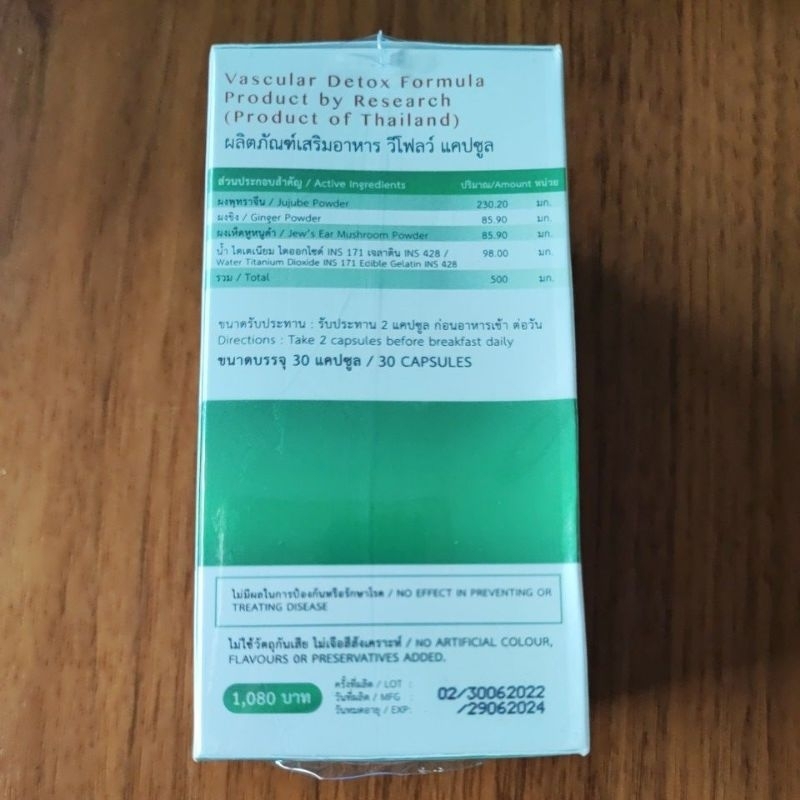 Vascular Detox Formula
Product by Research
(Product of Thailand)
ผลิตภัณฑ์เสริมอาหาร วีโฟลว์ แคปซูล
ส่วนประกอบสำคัญ / Active Ingredients ปริมาณ/Amount หน่วย
ผงพุทราจีน / Jujube Powder 230.20 มก.
ผงขิง / Ginger Powder 85.90 มก.
ผงเห็ดหูหนูดำ / Jew's Ear Mushroom Powder 85.90 มก.
น้ำ ไตเตเนียม ไดออกไซด์ INS 171 เจลาติน INS 428 / 98.00 มก.
Water Titanium Dioxide INS 171 Edible Gelatin INS 428
รวม / Total 500 มก.
ขนาดรับประทาน : รับประทาน 2 แคปซูล ก่อนอาหารเช้า ต่อวัน
Directions : Take 2 capsules before breakfast daily
ขนาดบรรจุ 30 แคปซูล / 30 CAPSULES
ไม่มีผลในการป้องกันหรือรักษาโรค / NO EFFECT IN PREVENTING OR
TREATING DISEASE
ไม่ใช้วัตถุกันเสีย ไม่เจือสีสังเคราะห์ / NO ARTIFICIAL COLOUR,
FLAVOURS OR PRESERVATIVES ADDED.
1,080 บาท
ครั้งที่ผลิต / LOT :
วันที่ผลิต / MFG : 02/30062022
วันหมดอายุ / EXP: /29062024